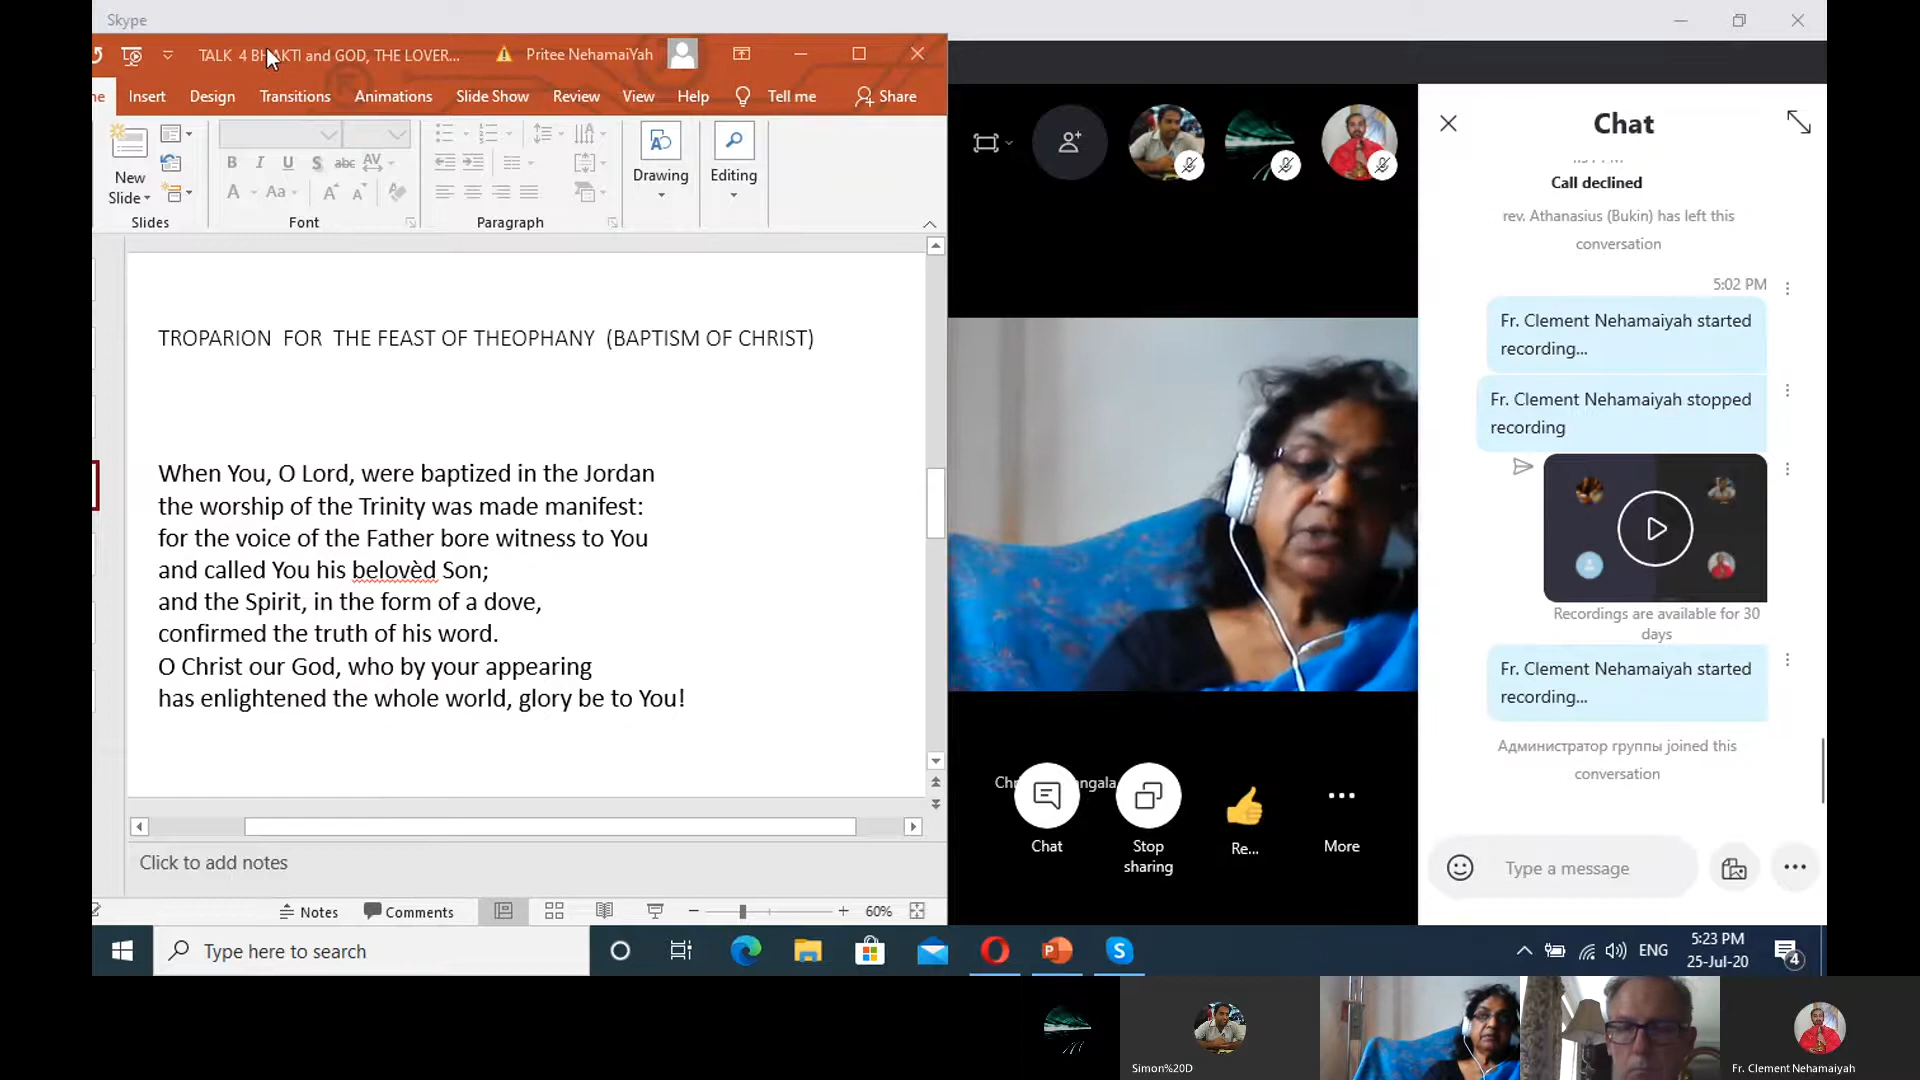 Skype
TALK 4 BHAKTI and GOD, THE LOVER...
Pritee NehamaiYah
me
Insert
Design
Transitions
Animations
Slide Show
Review
View
Help
Tell me
Share
New
Slide
Slides
B I U S abc AV
A Aa A A
Font
Paragraph
Drawing
Editing
TROPARION FOR THE FEAST OF THEOPHANY (BAPTISM OF CHRIST)
When You, O Lord, were baptized in the Jordan
the worship of the Trinity was made manifest:
for the voice of the Father bore witness to You
and called You his belovèd Son;
and the Spirit, in the form of a dove,
confirmed the truth of his word.
O Christ our God, who by your appearing
has enlightened the whole world, glory be to You!
Click to add notes
Notes
Comments
60%
Chat
Stop
sharing
Re...
More
Chat
Call declined
rev. Athanasius (Bukin) has left this
conversation
5:02 PM
Fr. Clement Nehamaiyah started
recording...
Fr. Clement Nehamaiyah stopped
recording
Recordings are available for 30
days
Fr. Clement Nehamaiyah started
recording...
Администратор группы joined this
conversation
Type a message
Type here to search
ENG
5:23 PM
25-Jul-20
4
Simon%20D
Fr. Clement Nehamaiyah